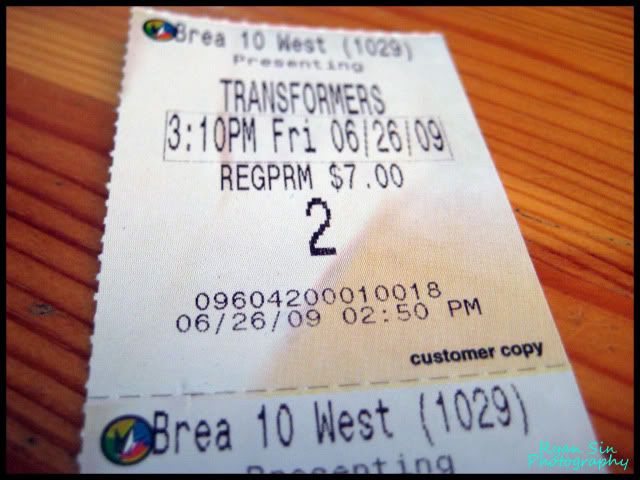 Brea 10 West (1029)
Presenting
TRANSFORMERS
3:10PM Fri 06/26/09
REGPRM $7.00
2
09604200010018
06/26/09 02:50 PM
customer copy
Brea 10 West (1029)
Presenting
Ryan Sin
Photography